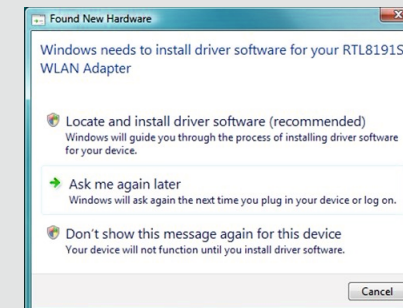 Found New Hardware
Windows needs to install driver software for your RTL8191S
WLAN Adapter
Locate and install driver software (recommended)
Windows will guide you through the process of installing driver software
for your device.
Ask me again later
Windows will ask again the next time you plug in your device or log on.
Don't show this message again for this device
Your device will not function until you install driver software.
Cancel